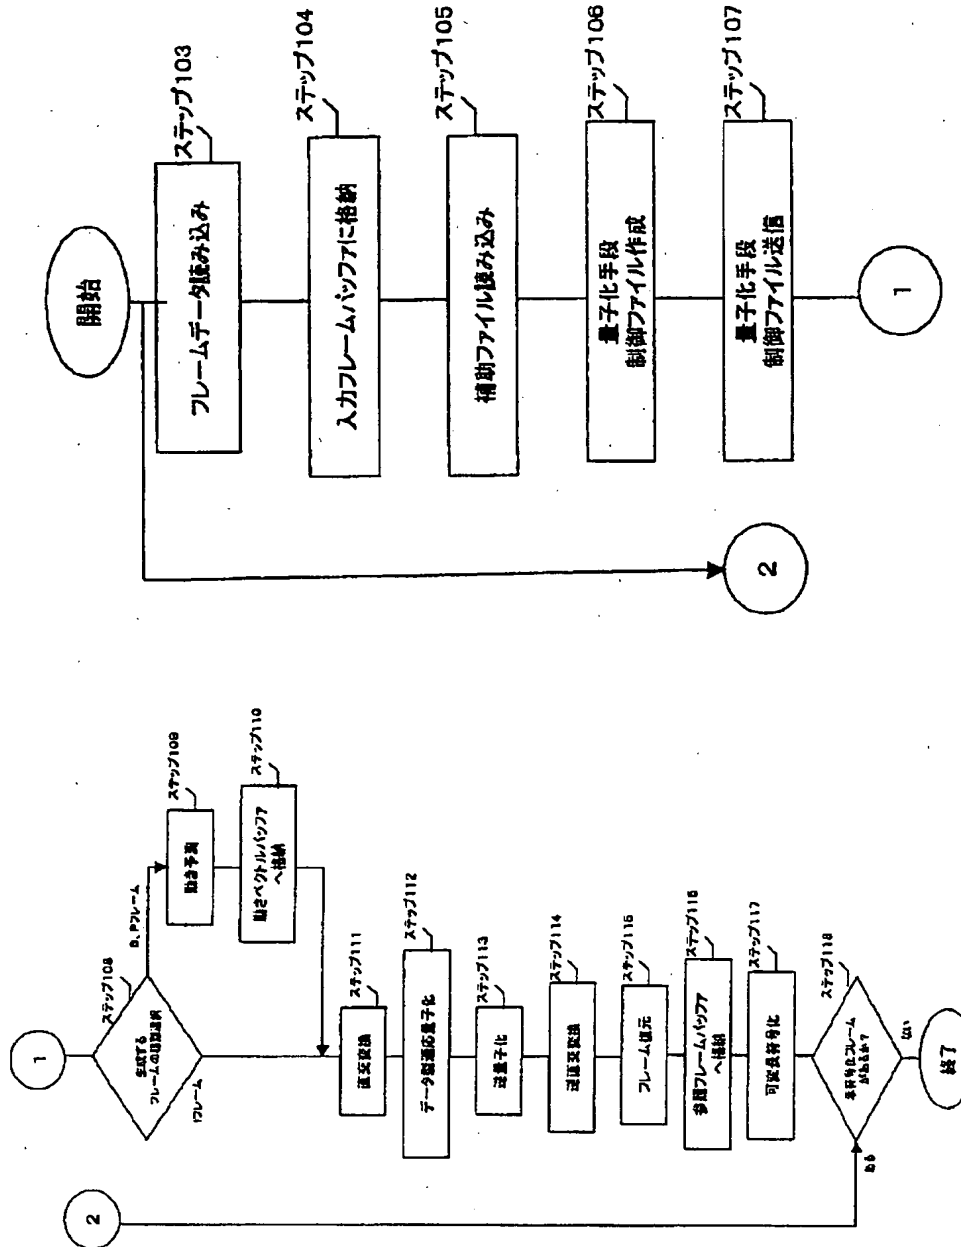 開始
ステップ103
フレームデータ読み込み
ステップ104
入力フレームバッファに格納
ステップ105
補助ファイル読み込み
ステップ106
量子化手段
制御ファイル作成
ステップ107
量子化手段
制御ファイル送信
1
2
1
ステップ108
生成する
フレームの種類選択
B、Pフレーム
Iフレーム
ステップ109
動き予測
ステップ110
動きベクトルバッファ
へ格納
ステップ111
直交変換
ステップ112
データ量適応量子化
ステップ113
逆量子化
ステップ114
逆直交変換
ステップ115
フレーム復元
ステップ116
参照フレームバッファ
へ格納
ステップ117
可変長符号化
ステップ118
未符号化フレーム
があるか?
ない
ある
2
終了